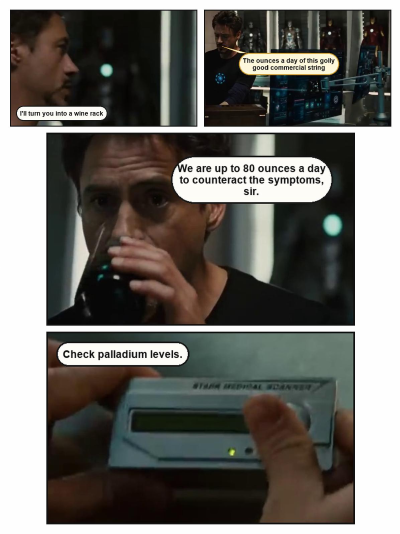 I'll turn you into a wine rack
The ounces a day of this golly
good commercial string
We are up to 80 ounces a day
to counteract the symptoms,
sir.
Check palladium levels.
STARK MEDICAL SCANNER